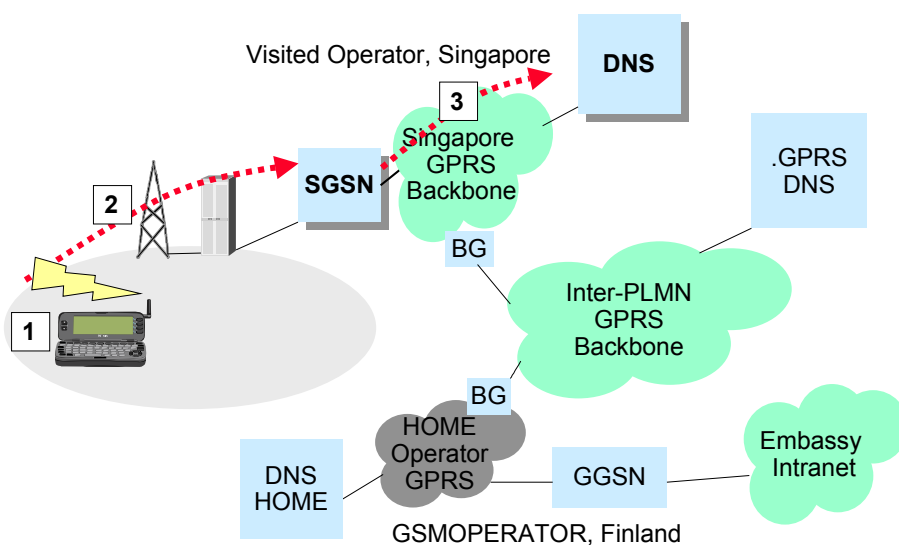 Visited Operator, Singapore
DNS
3
Singapore
GPRS
Backbone
.GPRS
DNS
SGSN
2
BG
Inter-PLMN
GPRS
Backbone
1
BG
HOME
Operator
GPRS
Embassy
Intranet
DNS
HOME
GGSN
GSMOPERATOR, Finland